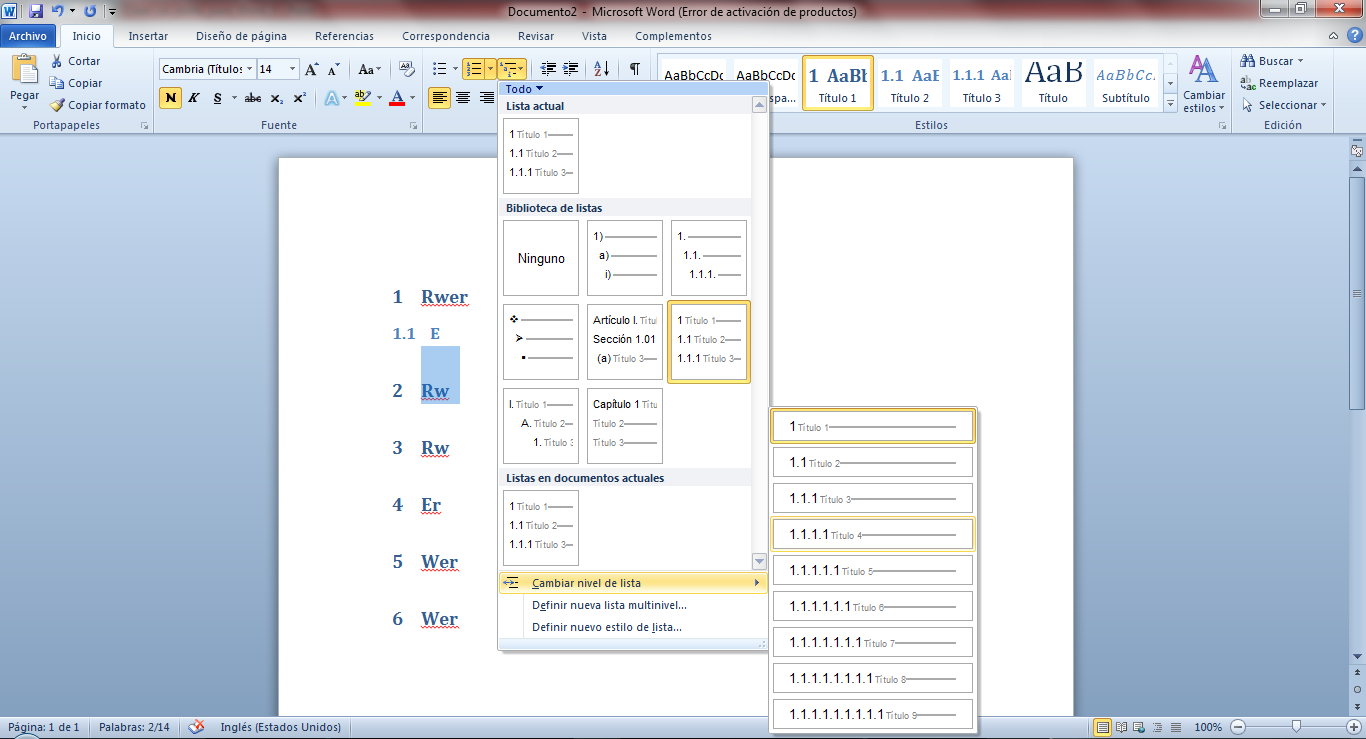 Documento2 - Microsoft Word (Error de activación de productos)
Archivo Inicio Insertar Diseño de página Referencias Correspondencia Revisar Vista Complementos
Pegar
Cortar
Copiar
Copiar formato
Portapapeles
Cambria (Títulos 14
N K S abc x₂ x²
Fuente
AaBbCcDc AaBbCcDc 1 AaBb 1.1 AaB 1.1.1 Aa AaB AaBbCc.
spa... Título 1 Título 2 Título 3 Título Subtítulo
Cambiar estilos
Estilos
Buscar
Reemplazar
Seleccionar
Edición
Todo
Lista actual
1 Título 1
1.1 Título 2
1.1.1 Título 3
Biblioteca de listas
Ninguno
1)
a)
i)
1.
1.1.
1.1.1.
Artículo I. Títul
Sección 1.01
(a) Título 3
1 Título 1
1.1 Título 2
1.1.1 Título 3
I. Título 1
A. Título 2
1. Título 3
Capítulo 1 Títu
Título 2
Título 3
Listas en documentos actuales
1 Título 1
1.1 Título 2
1.1.1 Título 3
Cambiar nivel de lista
Definir nueva lista multinivel...
Definir nuevo estilo de lista...
1 Título 1
1.1 Título 2
1.1.1 Título 3
1.1.1.1 Título 4
1.1.1.1.1 Título 5
1.1.1.1.1.1 Título 6
1.1.1.1.1.1.1 Título 7
1.1.1.1.1.1.1.1 Título 8
1.1.1.1.1.1.1.1.1 Título 9
1 Rwer
1.1 E
2 Rw
3 Rw
4 Er
5 Wer
6 Wer
Página: 1 de 1 Palabras: 2/14 Inglés (Estados Unidos) 100%